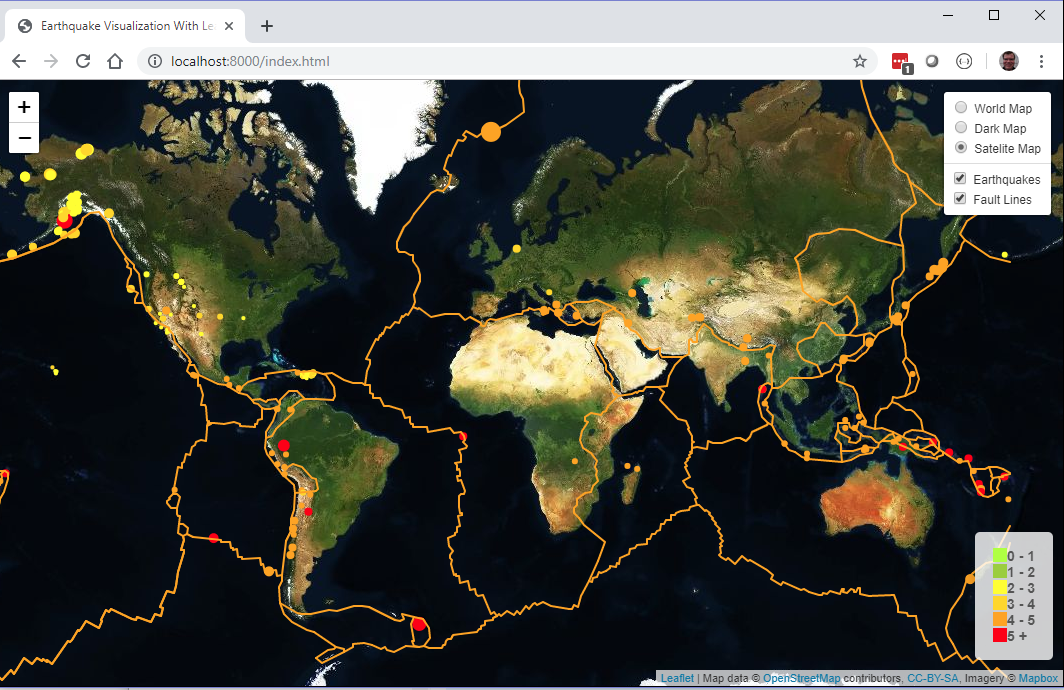 Earthquake Visualization With Le
localhost:8000/index.html
1
+
−
World Map
Dark Map
Satelite Map
Earthquakes
Fault Lines
0 - 1
1 - 2
2 - 3
3 - 4
4 - 5
5 +
Leaflet | Map data © OpenStreetMap contributors, CC-BY-SA, Imagery © Mapbox